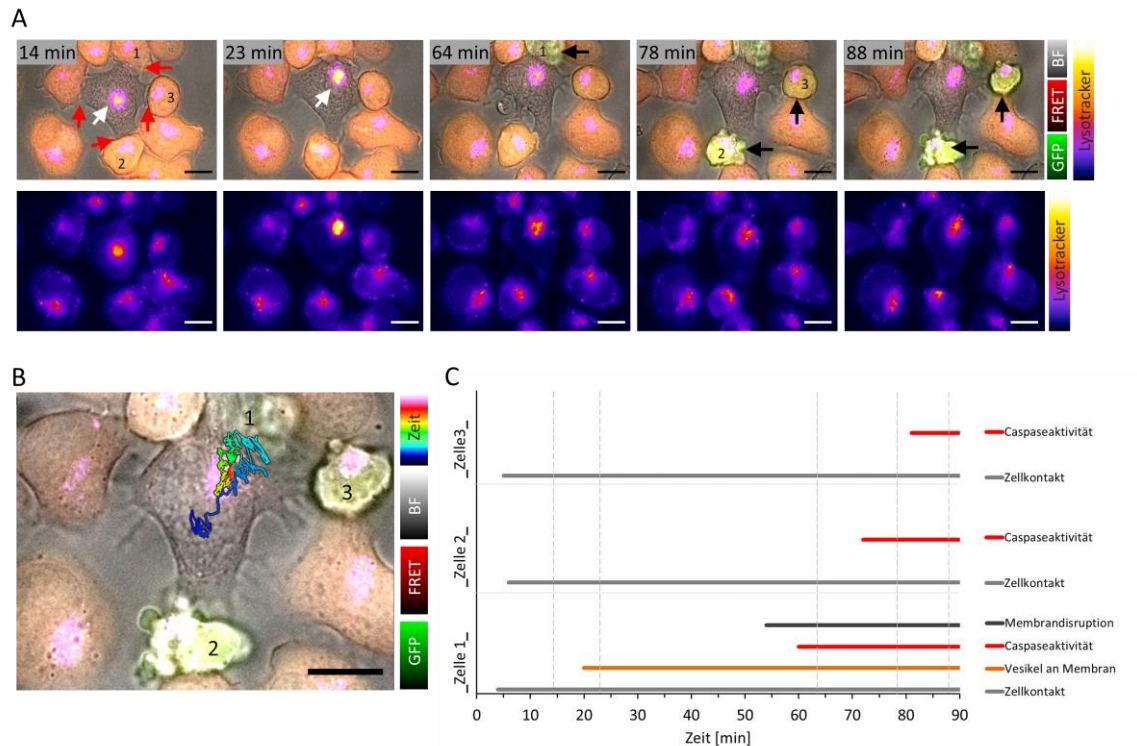 A
14 min
23 min
64 min
78 min
88 min
1
2
3
1
2
3
BF
FRET
GFP
Lysotracker
Lysotracker
B
1
2
3
Zeit
BF
FRET
GFP
C
Zelle3
Caspaseaktivität
Zellkontakt
Zelle 2
Caspaseaktivität
Zellkontakt
Zelle 1
Membrandisruption
Caspaseaktivität
Vesikel an Membran
Zellkontakt
0 10 20 30 40 50 60 70 80 90
Zeit [min]